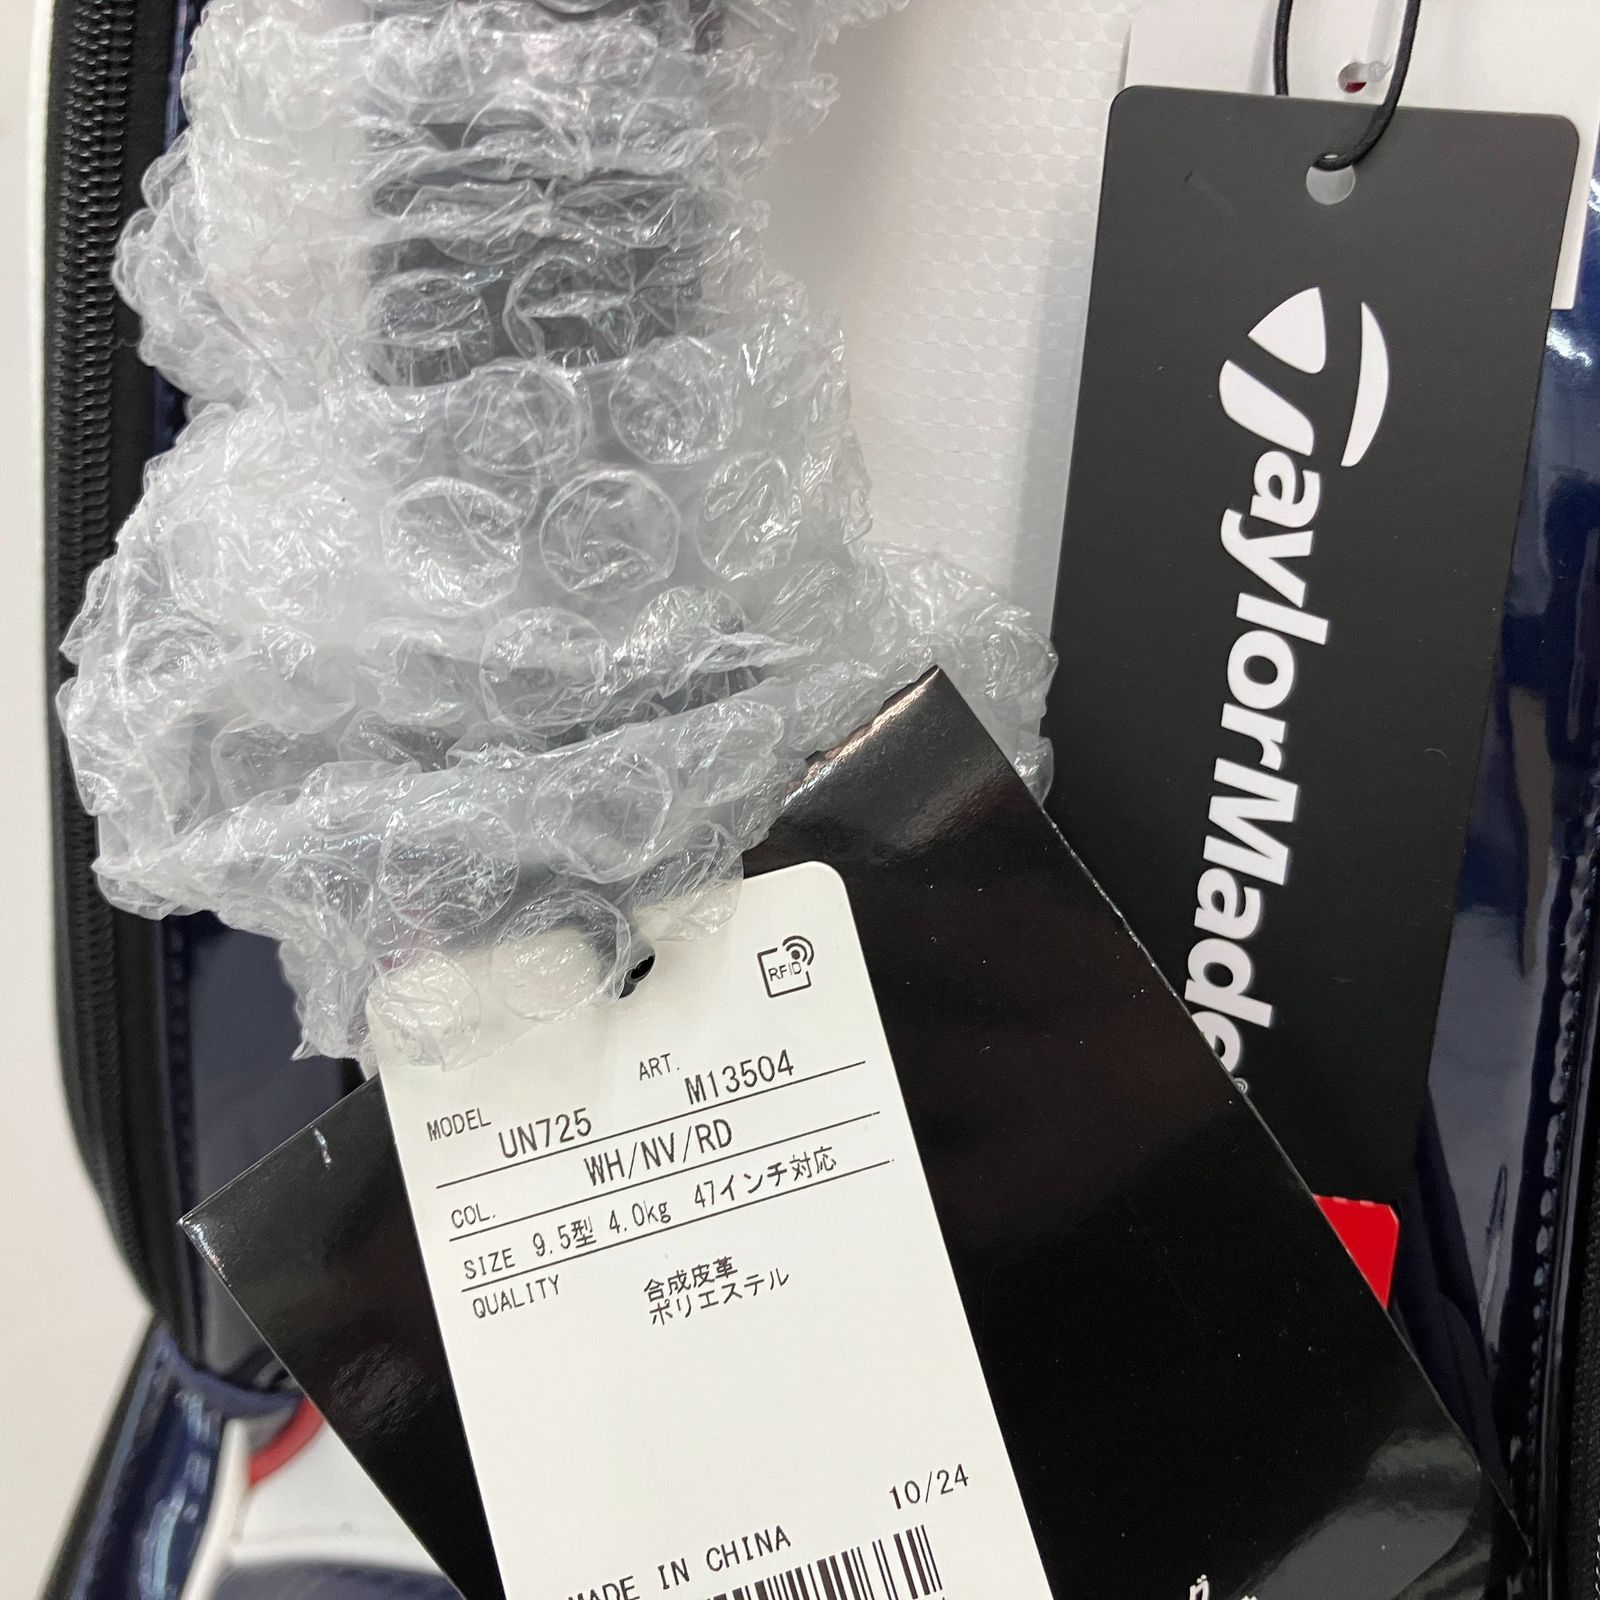 TaylorMade®
RFID
ART. M13504
MODEL UN725
COL. WH/NV/RD
SIZE 9.5型 4.0kg 47インチ対応
QUALITY 合成皮革
ポリエステル
10/24
MADE IN CHINA